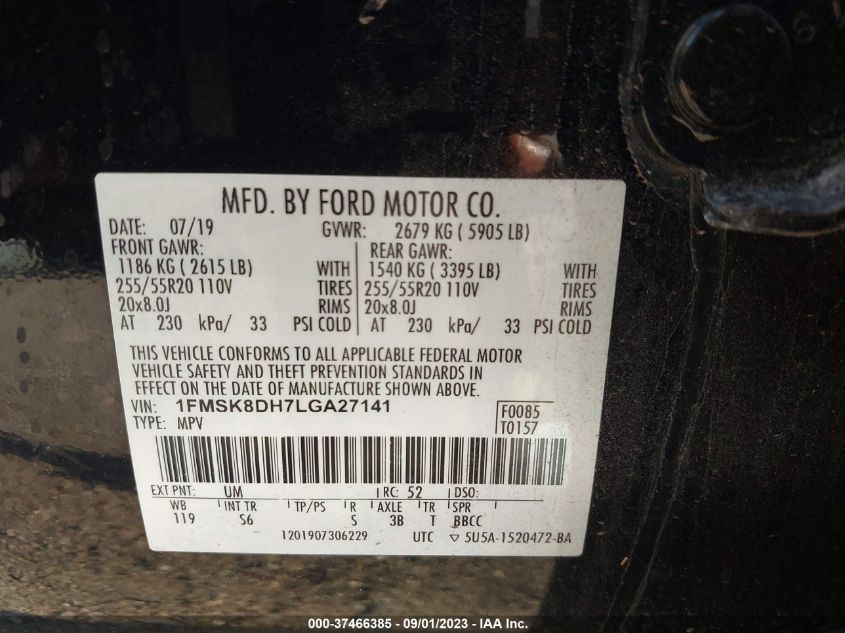 MFD. BY FORD MOTOR CO.
DATE: 07/19 GVWR: 2679 KG ( 5905 LB)
FRONT GAWR: REAR GAWR:
1186 KG ( 2615 LB) WITH 1540 KG ( 3395 LB) WITH
255/55R20 110V TIRES 255/55R20 110V TIRES
20x8.0J RIMS 20x8.0J RIMS
AT 230 kPa/ 33 PSI COLD AT 230 kPa/ 33 PSI COLD
THIS VEHICLE CONFORMS TO ALL APPLICABLE FEDERAL MOTOR
VEHICLE SAFETY AND THEFT PREVENTION STANDARDS IN
EFFECT ON THE DATE OF MANUFACTURE SHOWN ABOVE.
VIN: 1FMSK8DH7LGA27141 F0085
TYPE: MPV T0157
EXT PNT: UM RC: 52 DSO:
WB INT TR TP/PS R AXLE TR SPR
119 S6 S 3B T BBCC
1201907306229 UTC ▽ 5U5A-1520472-BA
000-37466385 - 09/01/2023 - IAA Inc.